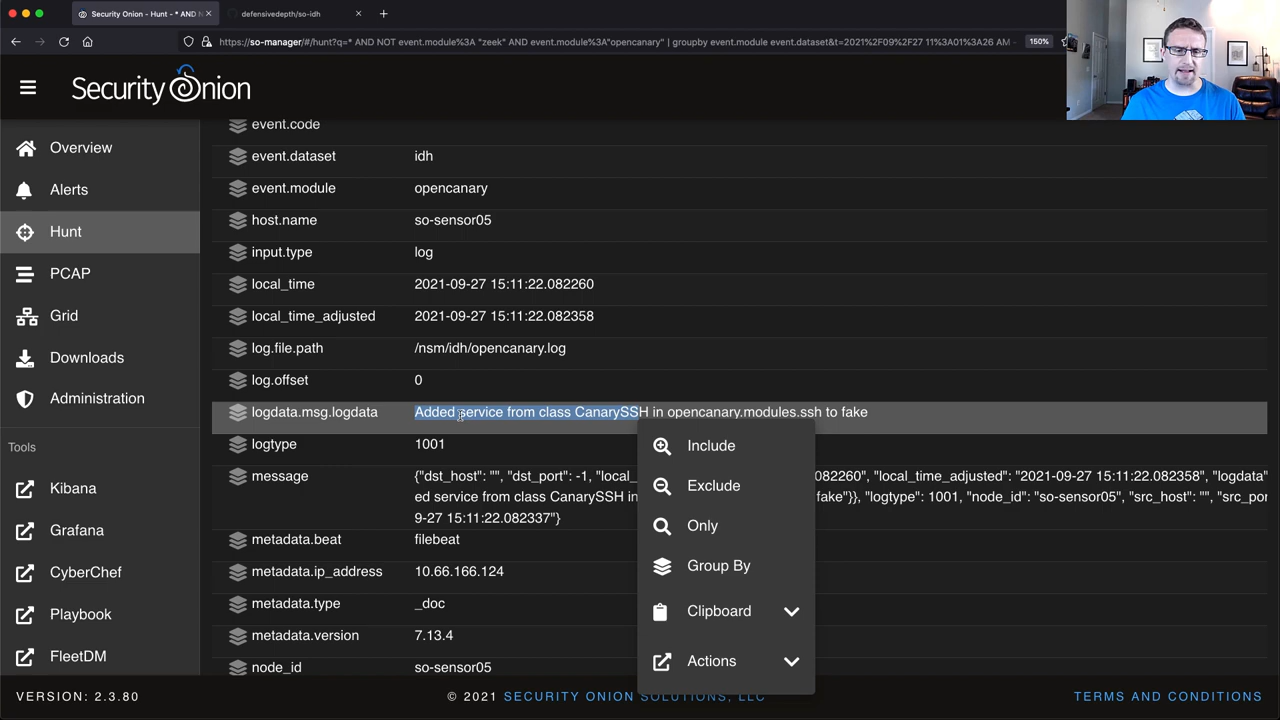 Security Onion - Hunt - * AND N
defensivedepth/so-idh
https://so-manager/#/hunt?q=* AND NOT event.module%3A "zeek" AND event.module%3A"opencanary" | groupby event.module event.dataset&t=2021%2F09%2F27 11%3A01%3A26 AM -
150%
Security Onion
Overview
Alerts
Hunt
PCAP
Grid
Downloads
Administration
Tools
Kibana
Grafana
CyberChef
Playbook
FleetDM
event.code
event.dataset idh
event.module opencanary
host.name so-sensor05
input.type log
local_time 2021-09-27 15:11:22.082260
local_time_adjusted 2021-09-27 15:11:22.082358
log.file.path /nsm/idh/opencanary.log
log.offset 0
logdata.msg.logdata Added service from class CanarySSH in opencanary.modules.ssh to fake
logtype 1001
message {"dst_host": "", "dst_port": -1, "local_ 082260", "local_time_adjusted": "2021-09-27 15:11:22.082358", "logdata"
ed service from class CanarySSH in fake"}}, "logtype": 1001, "node_id": "so-sensor05", "src_host": "", "src_por
9-27 15:11:22.082337"}
metadata.beat filebeat
metadata.ip_address 10.66.166.124
metadata.type _doc
metadata.version 7.13.4
node_id so-sensor05
Include
Exclude
Only
Group By
Clipboard
Actions
VERSION: 2.3.80
© 2021 SECURITY ONION SOLUTIONS, LLC
TERMS AND CONDITIONS